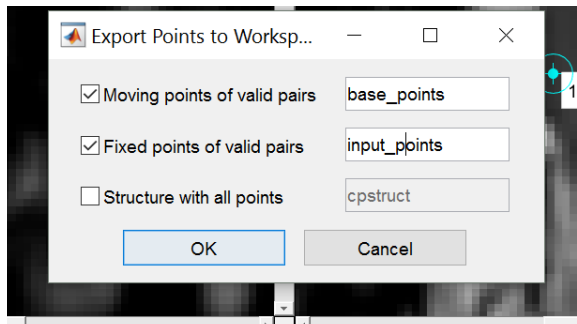 Export Points to Worksp...
1
Moving points of valid pairs base_points
Fixed points of valid pairs input_points
Structure with all points cpstruct
OK Cancel